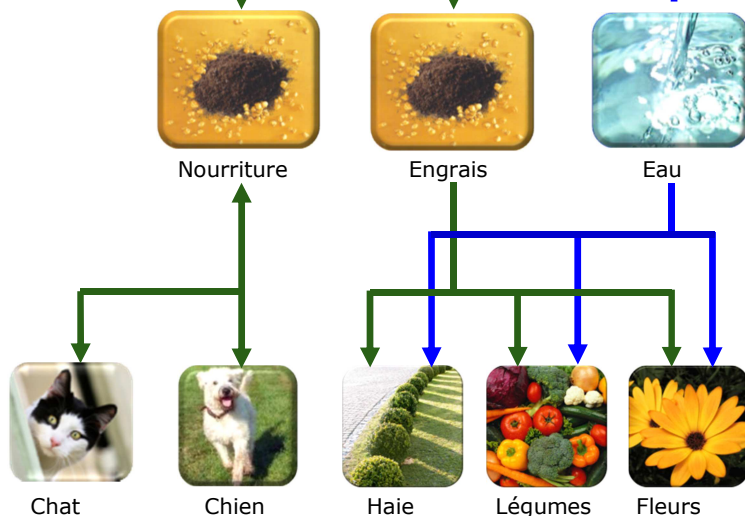 Nourriture
Engrais
Eau
Chat
Chien
Haie
Légumes
Fleurs